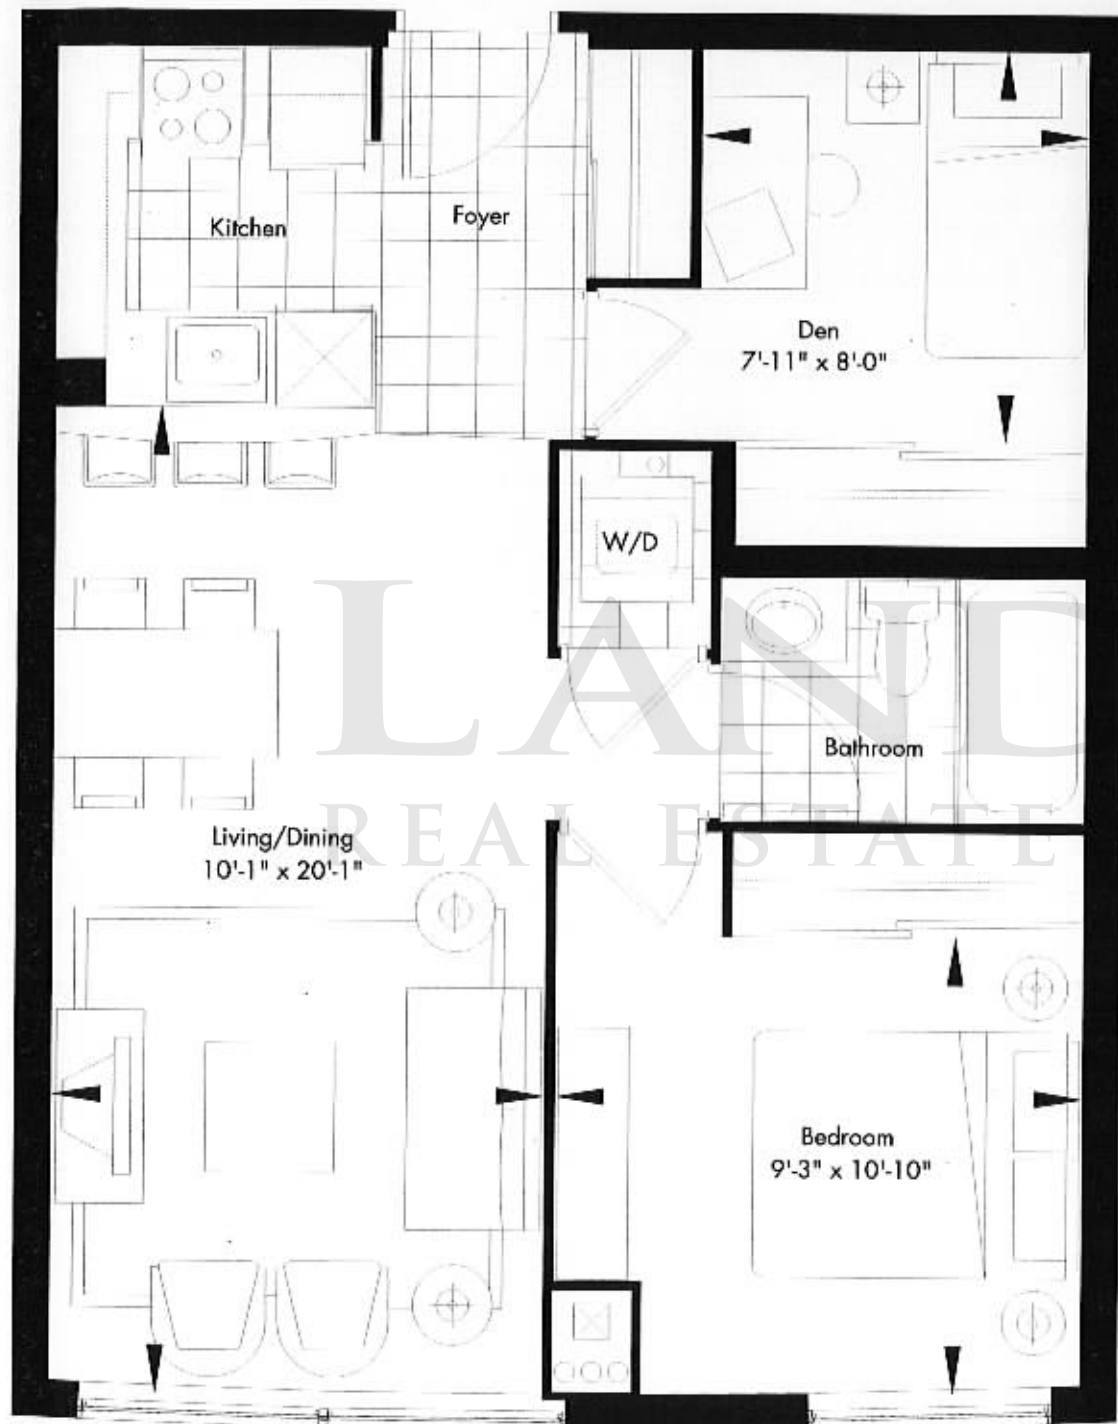 Kitchen
Foyer
Den
7'-11" x 8'-0"
W/D
LAND
REAL ESTATE
Bathroom
Living/Dining
10'-1" x 20'-1"
Bedroom
9'-3" x 10'-10"